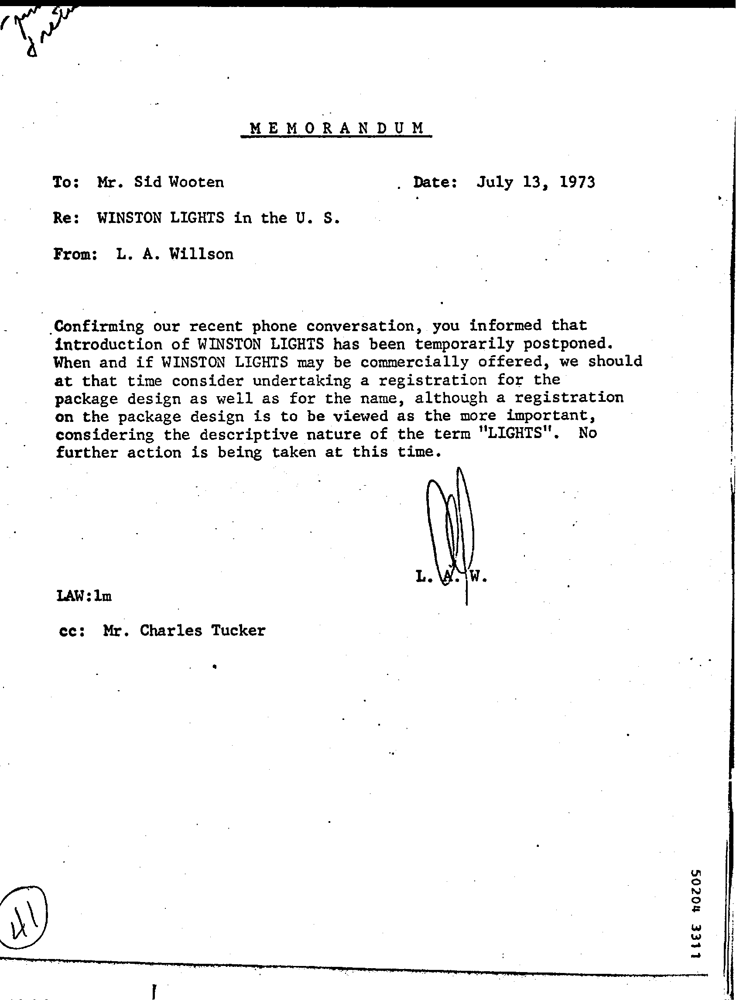 MEMORANDUM
To: Mr. Sid Wooten Date: July 13, 1973
Re: WINSTON LIGHTS in the U. S.
From: L. A. Willson
Confirming our recent phone conversation, you informed that
introduction of WINSTON LIGHTS has been temporarily postponed.
When and if WINSTON LIGHTS may be commercially offered, we should
at that time consider undertaking a registration for the
package design as well as for the name, although a registration
on the package design is to be viewed as the more important,
considering the descriptive nature of the term "LIGHTS". No
further action is being taken at this time.
L. A. W.
LAW:lm
cc: Mr. Charles Tucker
41
50204 3311